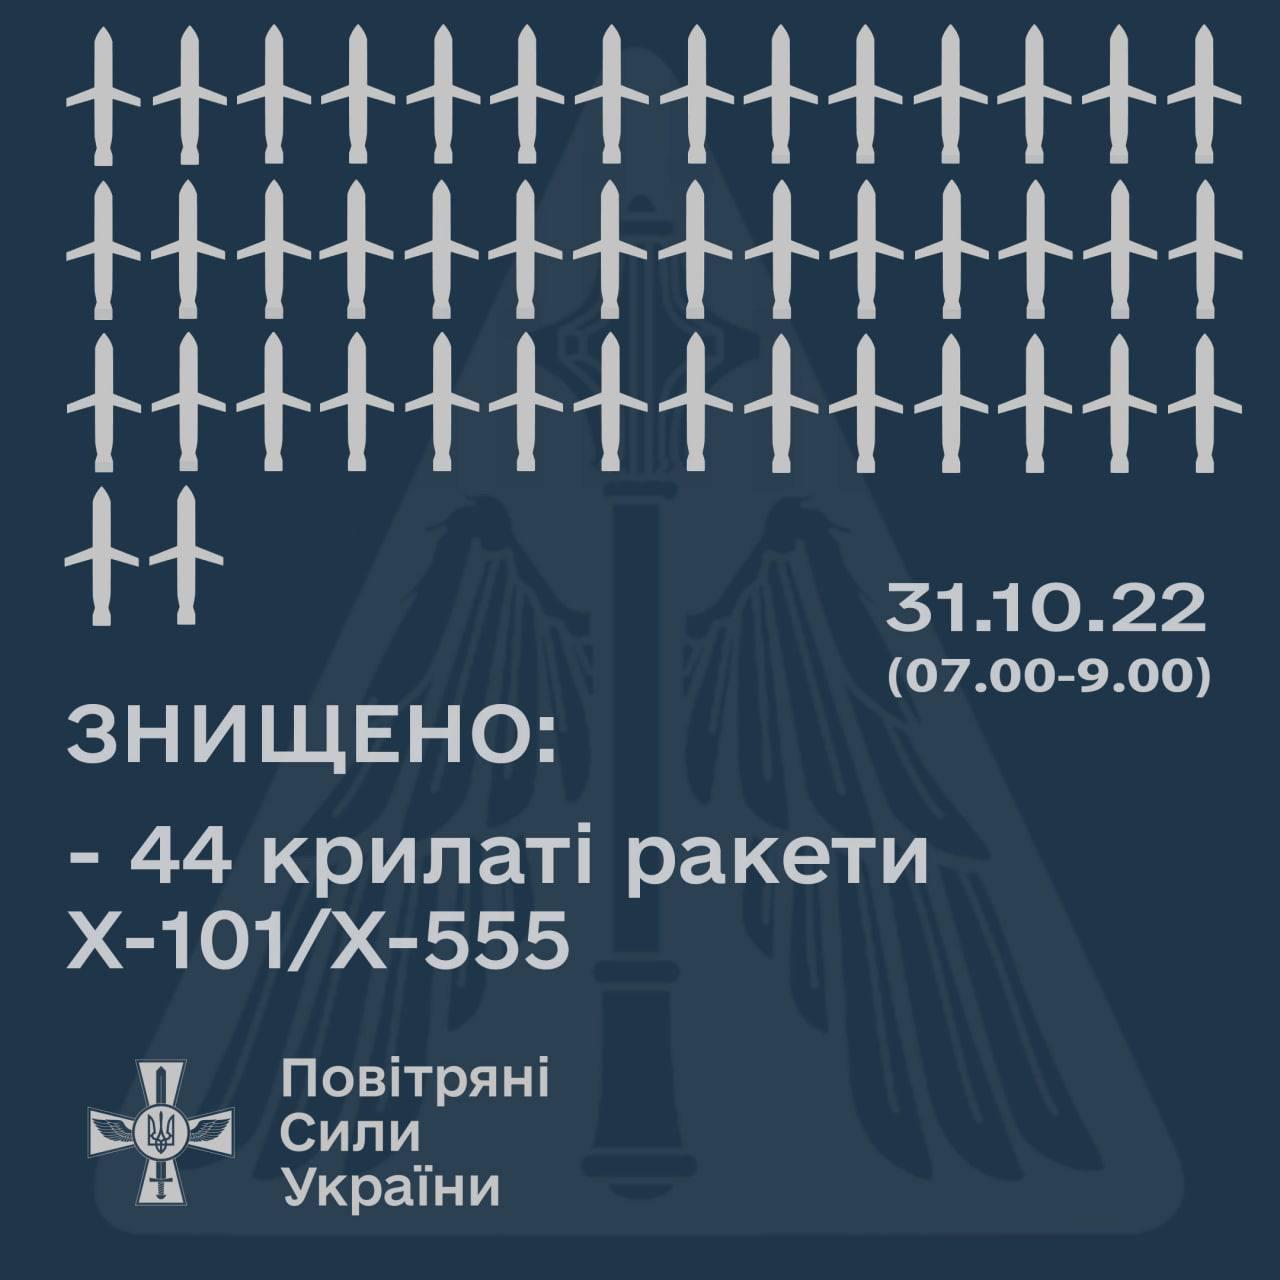 31.10.22
(07.00-9.00)
ЗНИЩЕНО:
- 44 крилаті ракети
Х-101/Х-555
Повітряні
Сили
України